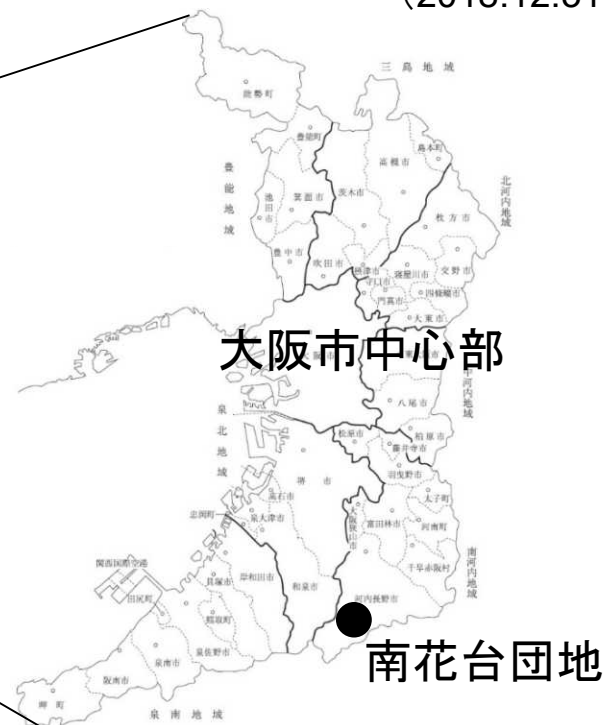 （2018.12.31
三島地域
能勢町
豊能町
島本町
高槻市
豊能地域
池田市
箕面市
茨木市
北河内地域
枚方市
豊中市
吹田市
摂津市
寝屋川市
交野市
守口市
門真市
四條畷市
大東市
大阪市中心部
中河内地域
八尾市
泉北地域
松原市
柏原市
藤井寺市
羽曳野市
堺市
高石市
太子町
忠岡町
泉大津市
大阪狭山市
富田林市
河南町
関西国際空港
千早赤阪村
南河内地域
田尻町
貝塚市
岸和田市
和泉市
河内長野市
熊取町
南花台団地
泉佐野市
泉南市
阪南市
岬町
泉南地域